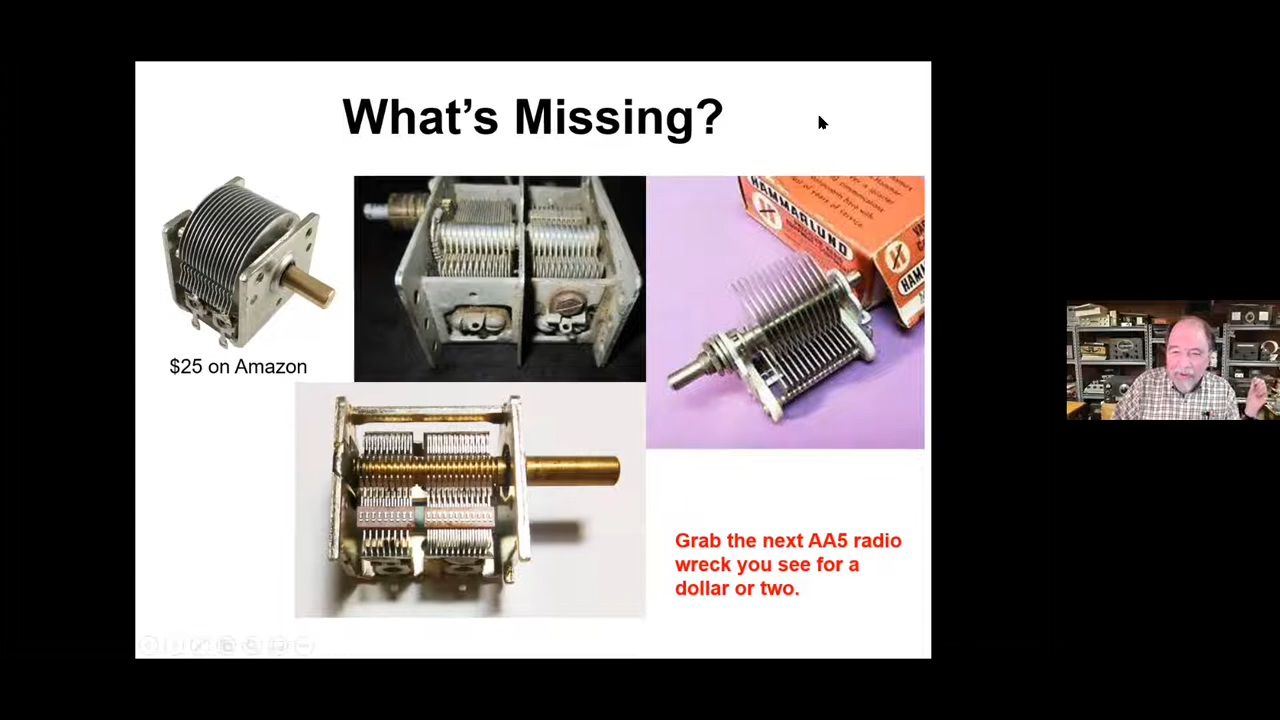 What's Missing?
$25 on Amazon
HAMMARLUND
Grab the next AA5 radio
wreck you see for a
dollar or two.